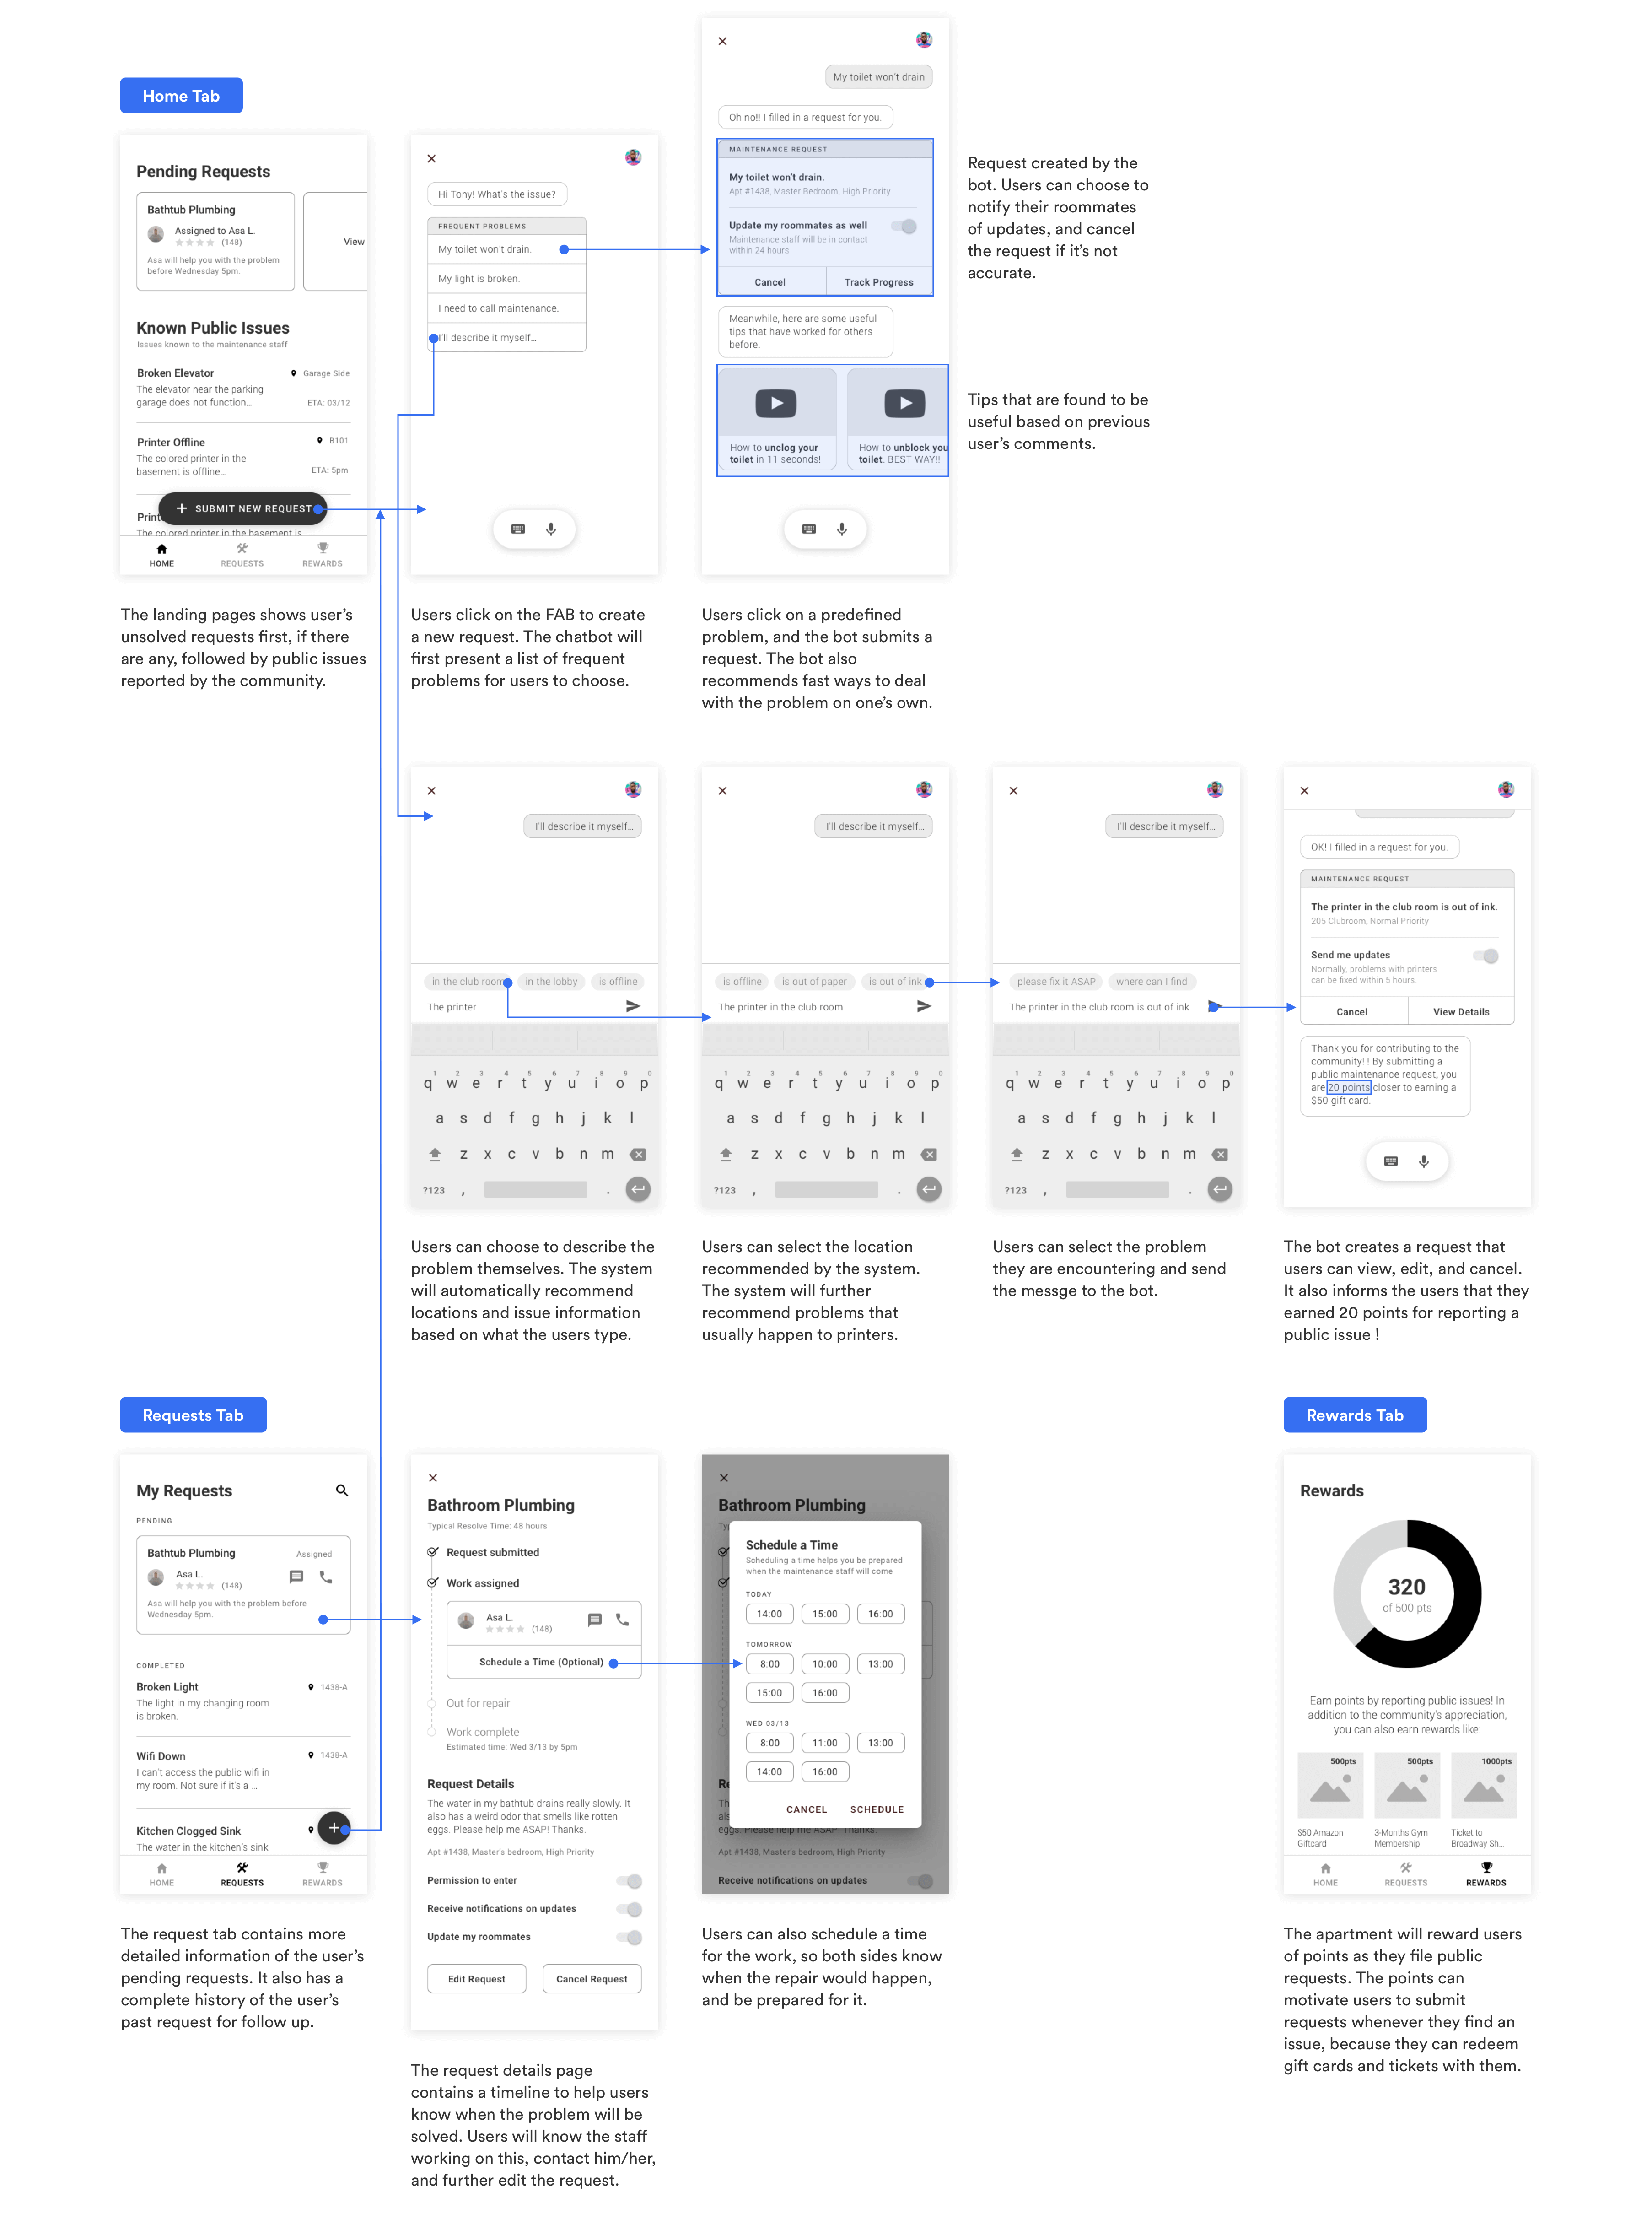 Home Tab
Pending Requests
Bathtub Plumbing
Assigned to Asa L.
(148)
Asa will help you with the problem
before Wednesday 5pm.
View
Known Public Issues
Issues known to the maintenance staff
Broken Elevator
Garage Side
The elevator near the parking
garage does not function...
ETA: 03/12
Printer Offline
B101
The colored printer in the
basement is offline...
ETA: 5pm
Print
+ SUBMIT NEW REQUEST
The colored printer in the basement is
HOME
REQUESTS
REWARDS
The landing pages shows user's
unsolved requests first, if there
are any, followed by public issues
reported by the community.
Hi Tony! What's the issue?
FREQUENT PROBLEMS
My toilet won't drain.
My light is broken.
I need to call maintenance.
I'll describe it myself...
Users click on the FAB to create
a new request. The chatbot will
first present a list of frequent
problems for users to choose.
My toilet won't drain
Oh no!! I filled in a request for you.
MAINTENANCE REQUEST
My toilet won't drain.
Apt #1438, Master Bedroom, High Priority
Update my roommates as well
Maintenance staff will be in contact
within 24 hours
Cancel
Track Progress
Meanwhile, here are some useful
tips that have worked for others
before.
How to unclog your
toilet in 11 seconds!
How to unblock you
toilet. BEST WAY!!
Users click on a predefined
problem, and the bot submits a
request. The bot also
recommends fast ways to deal
with the problem on one's own.
Request created by the
bot. Users can choose to
notify their roommates
of updates, and cancel
the request if it's not
accurate.
Tips that are found to be
useful based on previous
user's comments.
I'll describe it myself...
in the club room
in the lobby
is offline
The printer
q1 w2 e3 r4 t5 y6 u7 i8 o9 p0
a s d f g h j k l
z x c v b n m
?123 , .
Users can choose to describe the
problem themselves. The system
will automatically recommend
locations and issue information
based on what the users type.
I'll describe it myself...
is offline
is out of paper
is out of ink
The printer in the club room
q1 w2 e3 r4 t5 y6 u7 i8 o9 p0
a s d f g h j k l
z x c v b n m
?123 , .
Users can select the location
recommended by the system.
The system will further
recommend problems that
usually happen to printers.
I'll describe it myself...
please fix it ASAP
where can I find
The printer in the club room is out of ink
q1 w2 e3 r4 t5 y6 u7 i8 o9 p0
a s d f g h j k l
z x c v b n m
?123 , .
Users can select the problem
they are encountering and send
the messge to the bot.
OK! I filled in a request for you.
MAINTENANCE REQUEST
The printer in the club room is out of ink.
205 Clubroom, Normal Priority
Send me updates
Normally, problems with printers
can be fixed within 5 hours.
Cancel
View Details
Thank you for contributing to the
community! ! By submitting a
public maintenance request, you
are 20 points closer to earning a
$50 gift card.
The bot creates a request that
users can view, edit, and cancel.
It also informs the users that they
earned 20 points for reporting a
public issue !
Requests Tab
My Requests
PENDING
Bathtub Plumbing
Assigned
Asa L.
(148)
Asa will help you with the problem before
Wednesday 5pm.
COMPLETED
Broken Light
1438-A
The light in my changing room
is broken.
Wifi Down
1438-A
I can't access the public wifi in
my room. Not sure if it's a ...
Kitchen Clogged Sink
+
The water in the kitchen's sink
HOME
REQUESTS
REWARDS
The request tab contains more
detailed information of the user's
pending requests. It also has a
complete history of the user's
past request for follow up.
Bathroom Plumbing
Typical Resolve Time: 48 hours
Request submitted
Work assigned
Asa L.
(148)
Schedule a Time (Optional)
Out for repair
Work complete
Estimated time: Wed 3/13 by 5pm
Request Details
The water in my bathtub drains really slowly. It
also has a weird odor that smells like rotten
eggs. Please help me ASAP! Thanks.
Apt #1438, Master's bedroom, High Priority
Permission to enter
Receive notifications on updates
Update my roommates
Edit Request
Cancel Request
The request details page
contains a timeline to help users
know when the problem will be
solved. Users will know the staff
working on this, contact him/her,
and further edit the request.
Bathroom Plumbing
Ty
Schedule a Time
Scheduling a time helps you be prepared
when the maintenance staff will come
TODAY
14:00 15:00 16:00
TOMORROW
8:00 10:00 13:00
15:00 16:00
WED 03/13
8:00 11:00 13:00
14:00 16:00
CANCEL
SCHEDULE
Re
Th
als
eggs. Please help me ASAP! Thanks.
Apt #1438, Master's bedroom, High Priority
Receive notifications on updates
Users can also schedule a time
for the work, so both sides know
when the repair would happen,
and be prepared for it.
Rewards Tab
Rewards
320
of 500 pts
Earn points by reporting public issues! In
addition to the community's appreciation,
you can also earn rewards like:
500pts
500pts
1000pts
$50 Amazon
Giftcard
3-Months Gym
Membership
Ticket to
Broadway Sh...
HOME
REQUESTS
REWARDS
The apartment will reward users
of points as they file public
requests. The points can
motivate users to submit
requests whenever they find an
issue, because they can redeem
gift cards and tickets with them.